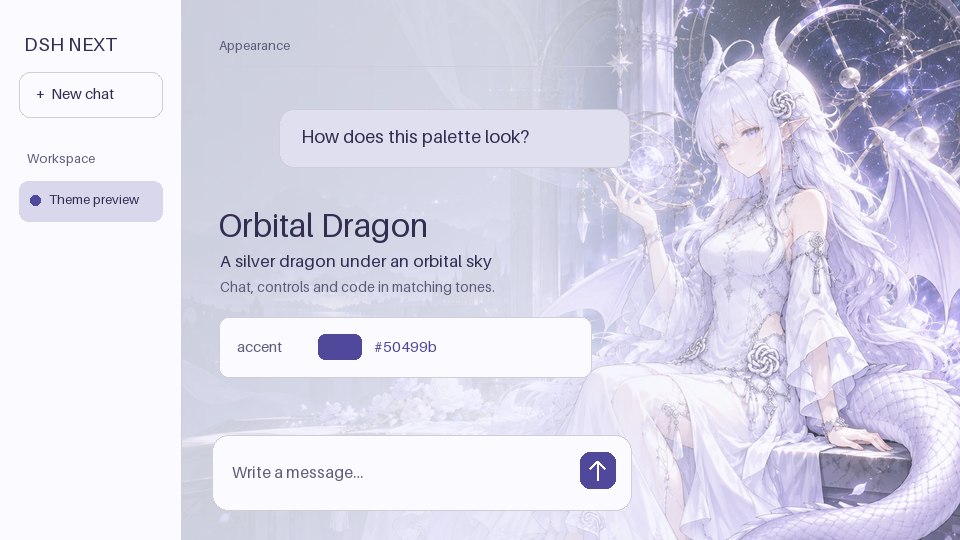 DSH NEXT
+ New chat
Workspace
Theme preview
Appearance
How does this palette look?
Orbital Dragon
A silver dragon under an orbital sky
Chat, controls and code in matching tones.
accent
#50499b
Write a message...